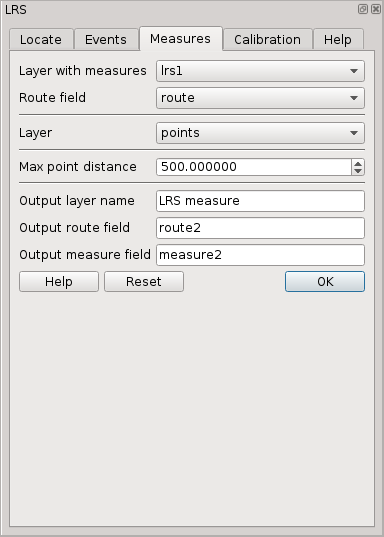 LRS
Locate Events Measures Calibration Help
Layer with measures lrs1
Route field route
Layer points
Max point distance 500.000000
Output layer name LRS measure
Output route field route2
Output measure field measure2
Help Reset OK